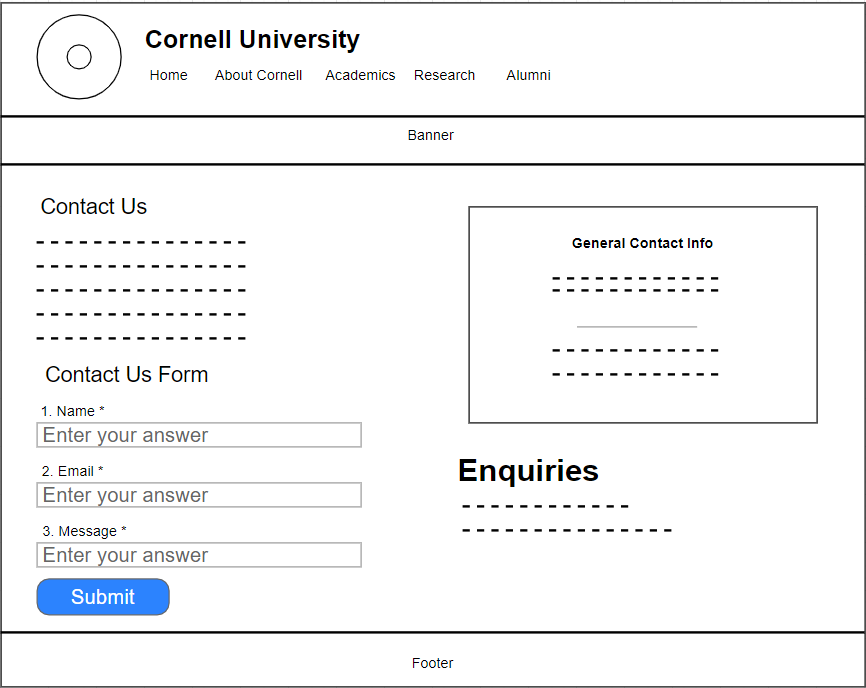 Cornell University
Home About Cornell Academics Research Alumni
Banner
Contact Us
General Contact Info
Contact Us Form
1. Name *
Enter your answer
2. Email *
Enter your answer
3. Message *
Enter your answer
Submit
Enquiries
Footer